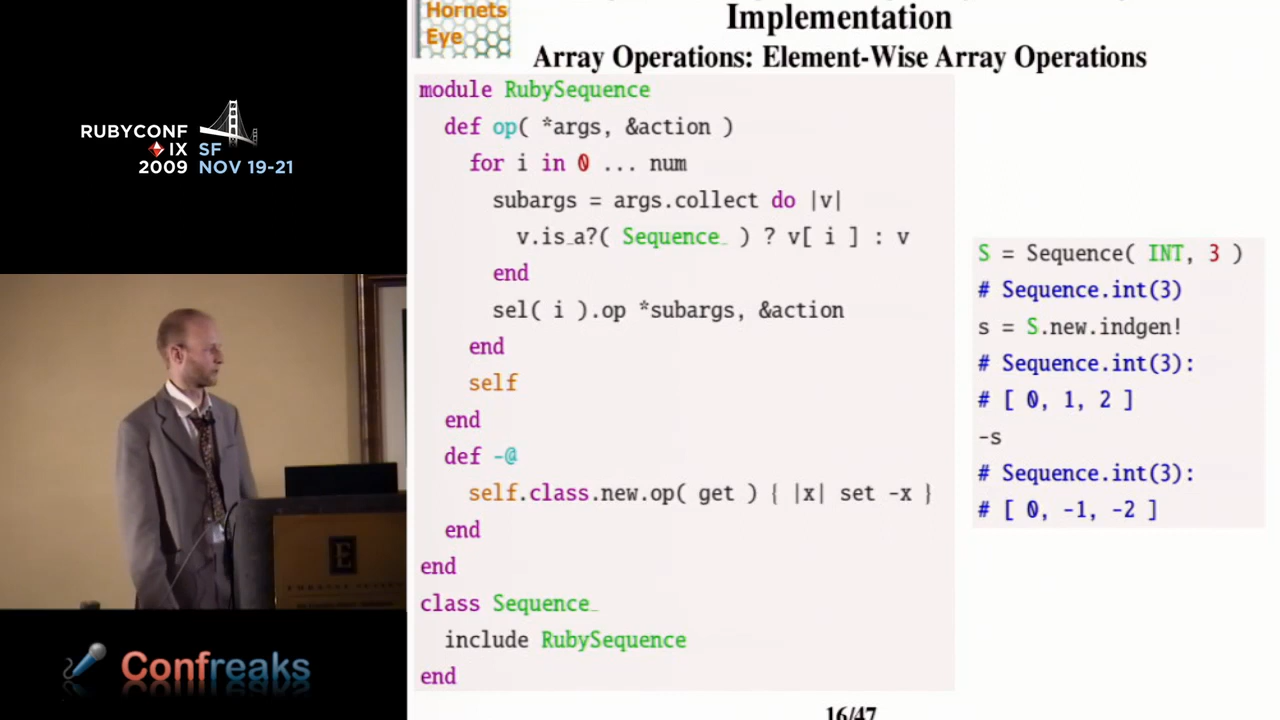 RUBYCONF
IX SF
2009 NOV 19-21
Confreaks
Hornets
Eye
Implementation
Array Operations: Element-Wise Array Operations
module RubySequence
def op( *args, &action )
for i in 0 ... num
subargs = args.collect do |v|
v.is_a?( Sequence_ ) ? v[ i ] : v
end
sel( i ).op *subargs, &action
end
self
end
def -@
self.class.new.op( get ) { |x| set -x }
end
end
class Sequence_
include RubySequence
end
S = Sequence( INT, 3 )
# Sequence.int(3)
s = S.new.indgen!
# Sequence.int(3):
# [ 0, 1, 2 ]
-s
# Sequence.int(3):
# [ 0, -1, -2 ]
E
16/47